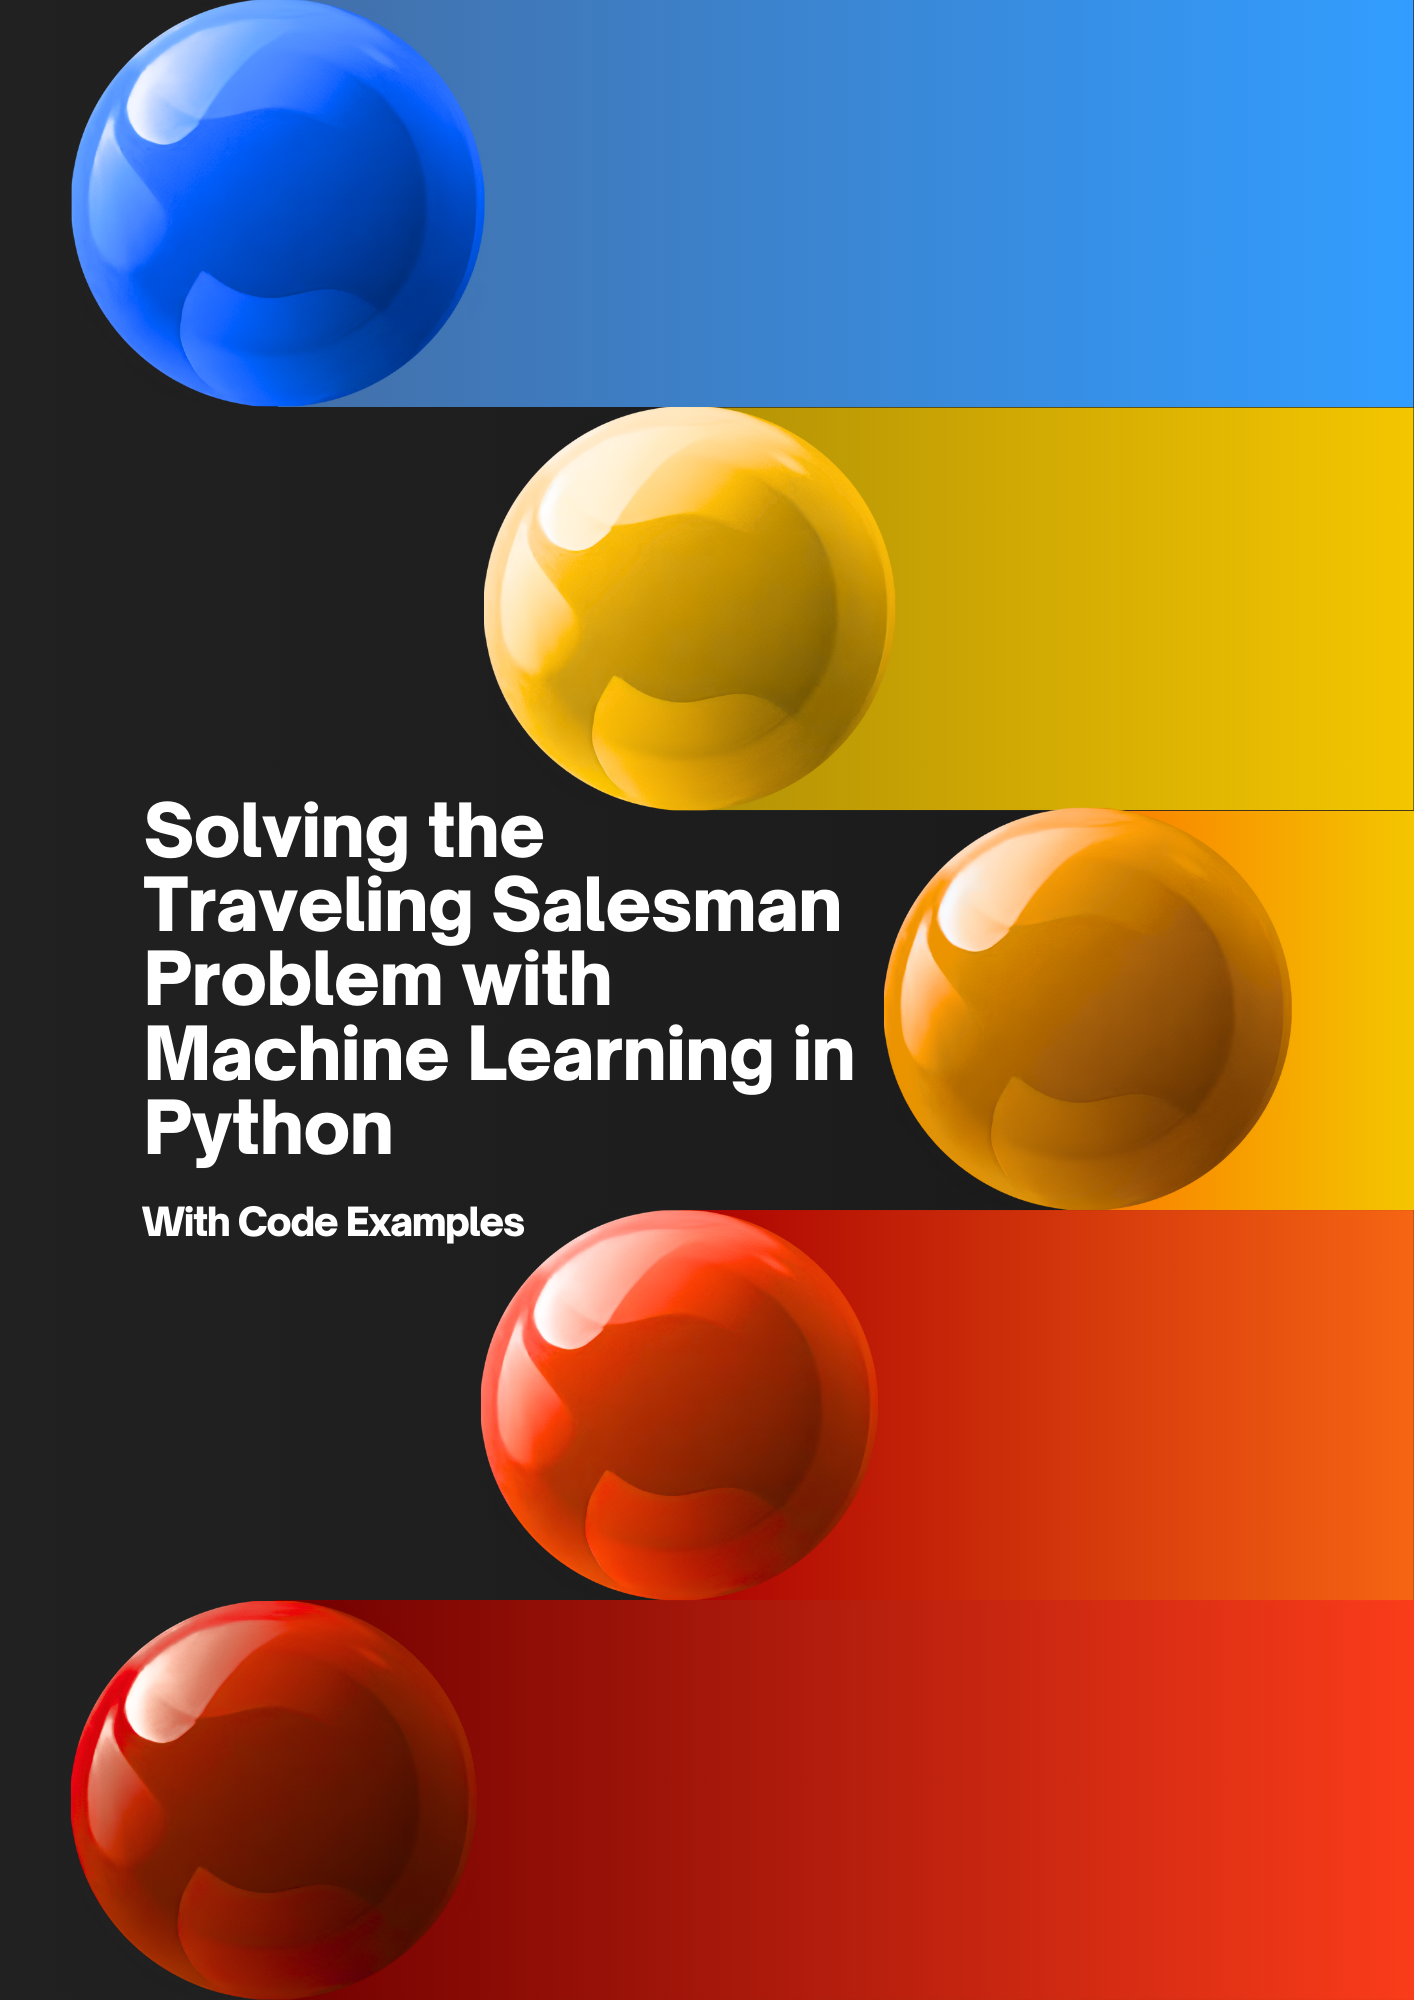 Solving the
Traveling Salesman
Problem with
Machine Learning in
Python
With Code Examples